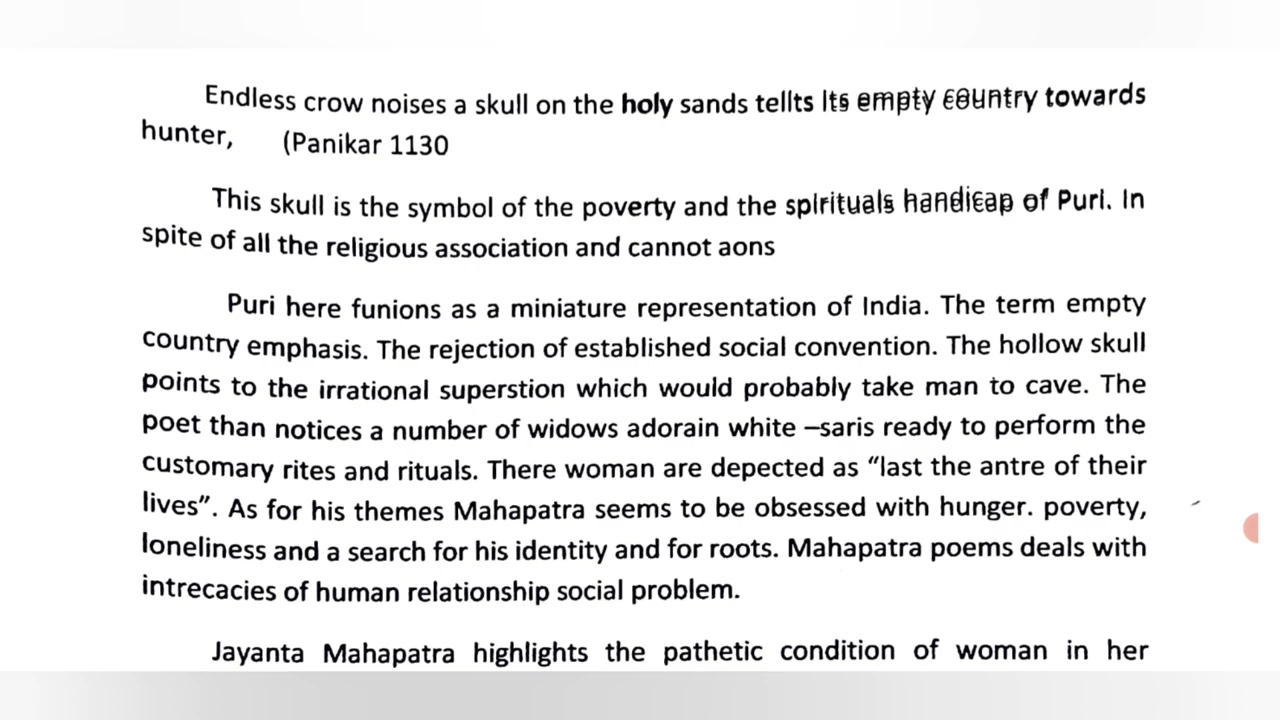 Endless crow noises a skull on the holy sands tellts Its empty country towards
hunter, (Panikar 1130
This skull is the symbol of the poverty and the spirituals handicap of Puri. In
spite of all the religious association and cannot aons
Puri here funions as a miniature representation of India. The term empty
country emphasis. The rejection of established social convention. The hollow skull
points to the irrational superstion which would probably take man to cave. The
poet than notices a number of widows adorain white –saris ready to perform the
customary rites and rituals. There woman are depected as “last the antre of their
lives”. As for his themes Mahapatra seems to be obsessed with hunger. poverty,
loneliness and a search for his identity and for roots. Mahapatra poems deals with
intrecacies of human relationship social problem.
Jayanta Mahapatra highlights the pathetic condition of woman in her